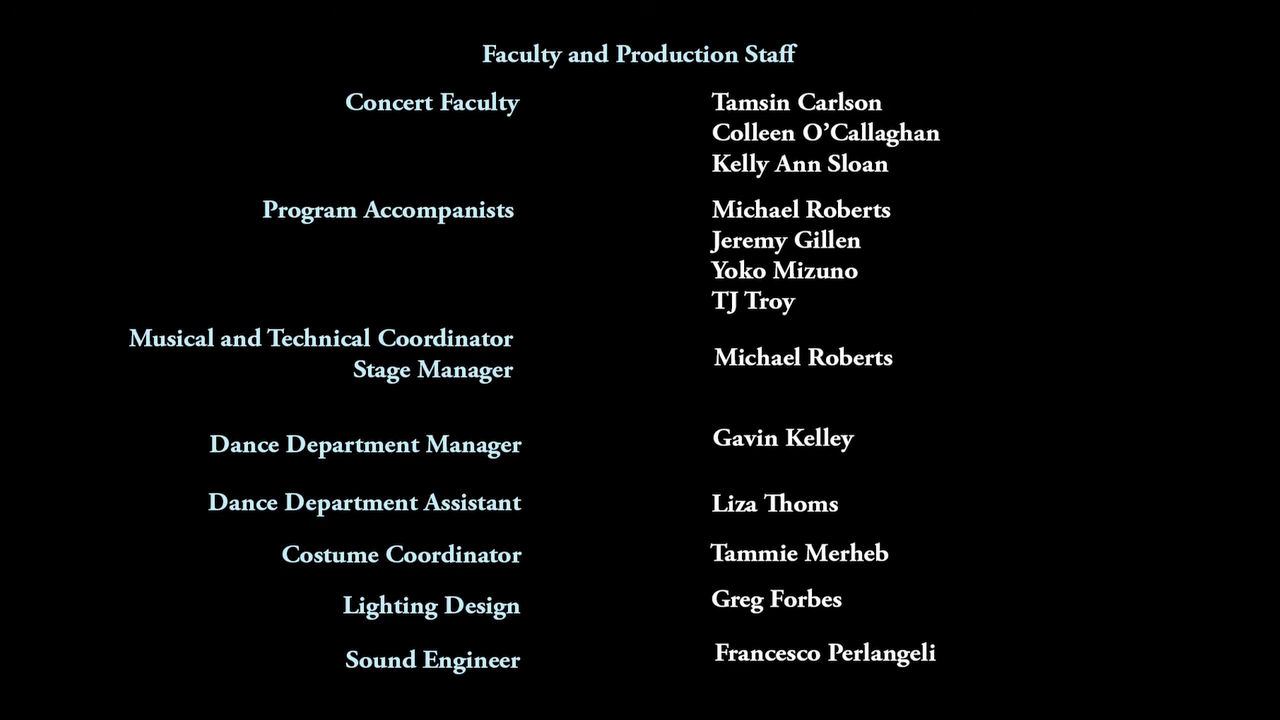 Faculty and Production Staff
Concert Faculty Tamsin Carlson
Colleen O’Callaghan
Kelly Ann Sloan
Program Accompanists Michael Roberts
Jeremy Gillen
Yoko Mizuno
TJ Troy
Musical and Technical Coordinator
Stage Manager Michael Roberts
Dance Department Manager Gavin Kelley
Dance Department Assistant Liza Thoms
Costume Coordinator Tammie Merheb
Lighting Design Greg Forbes
Sound Engineer Francesco Perlangeli